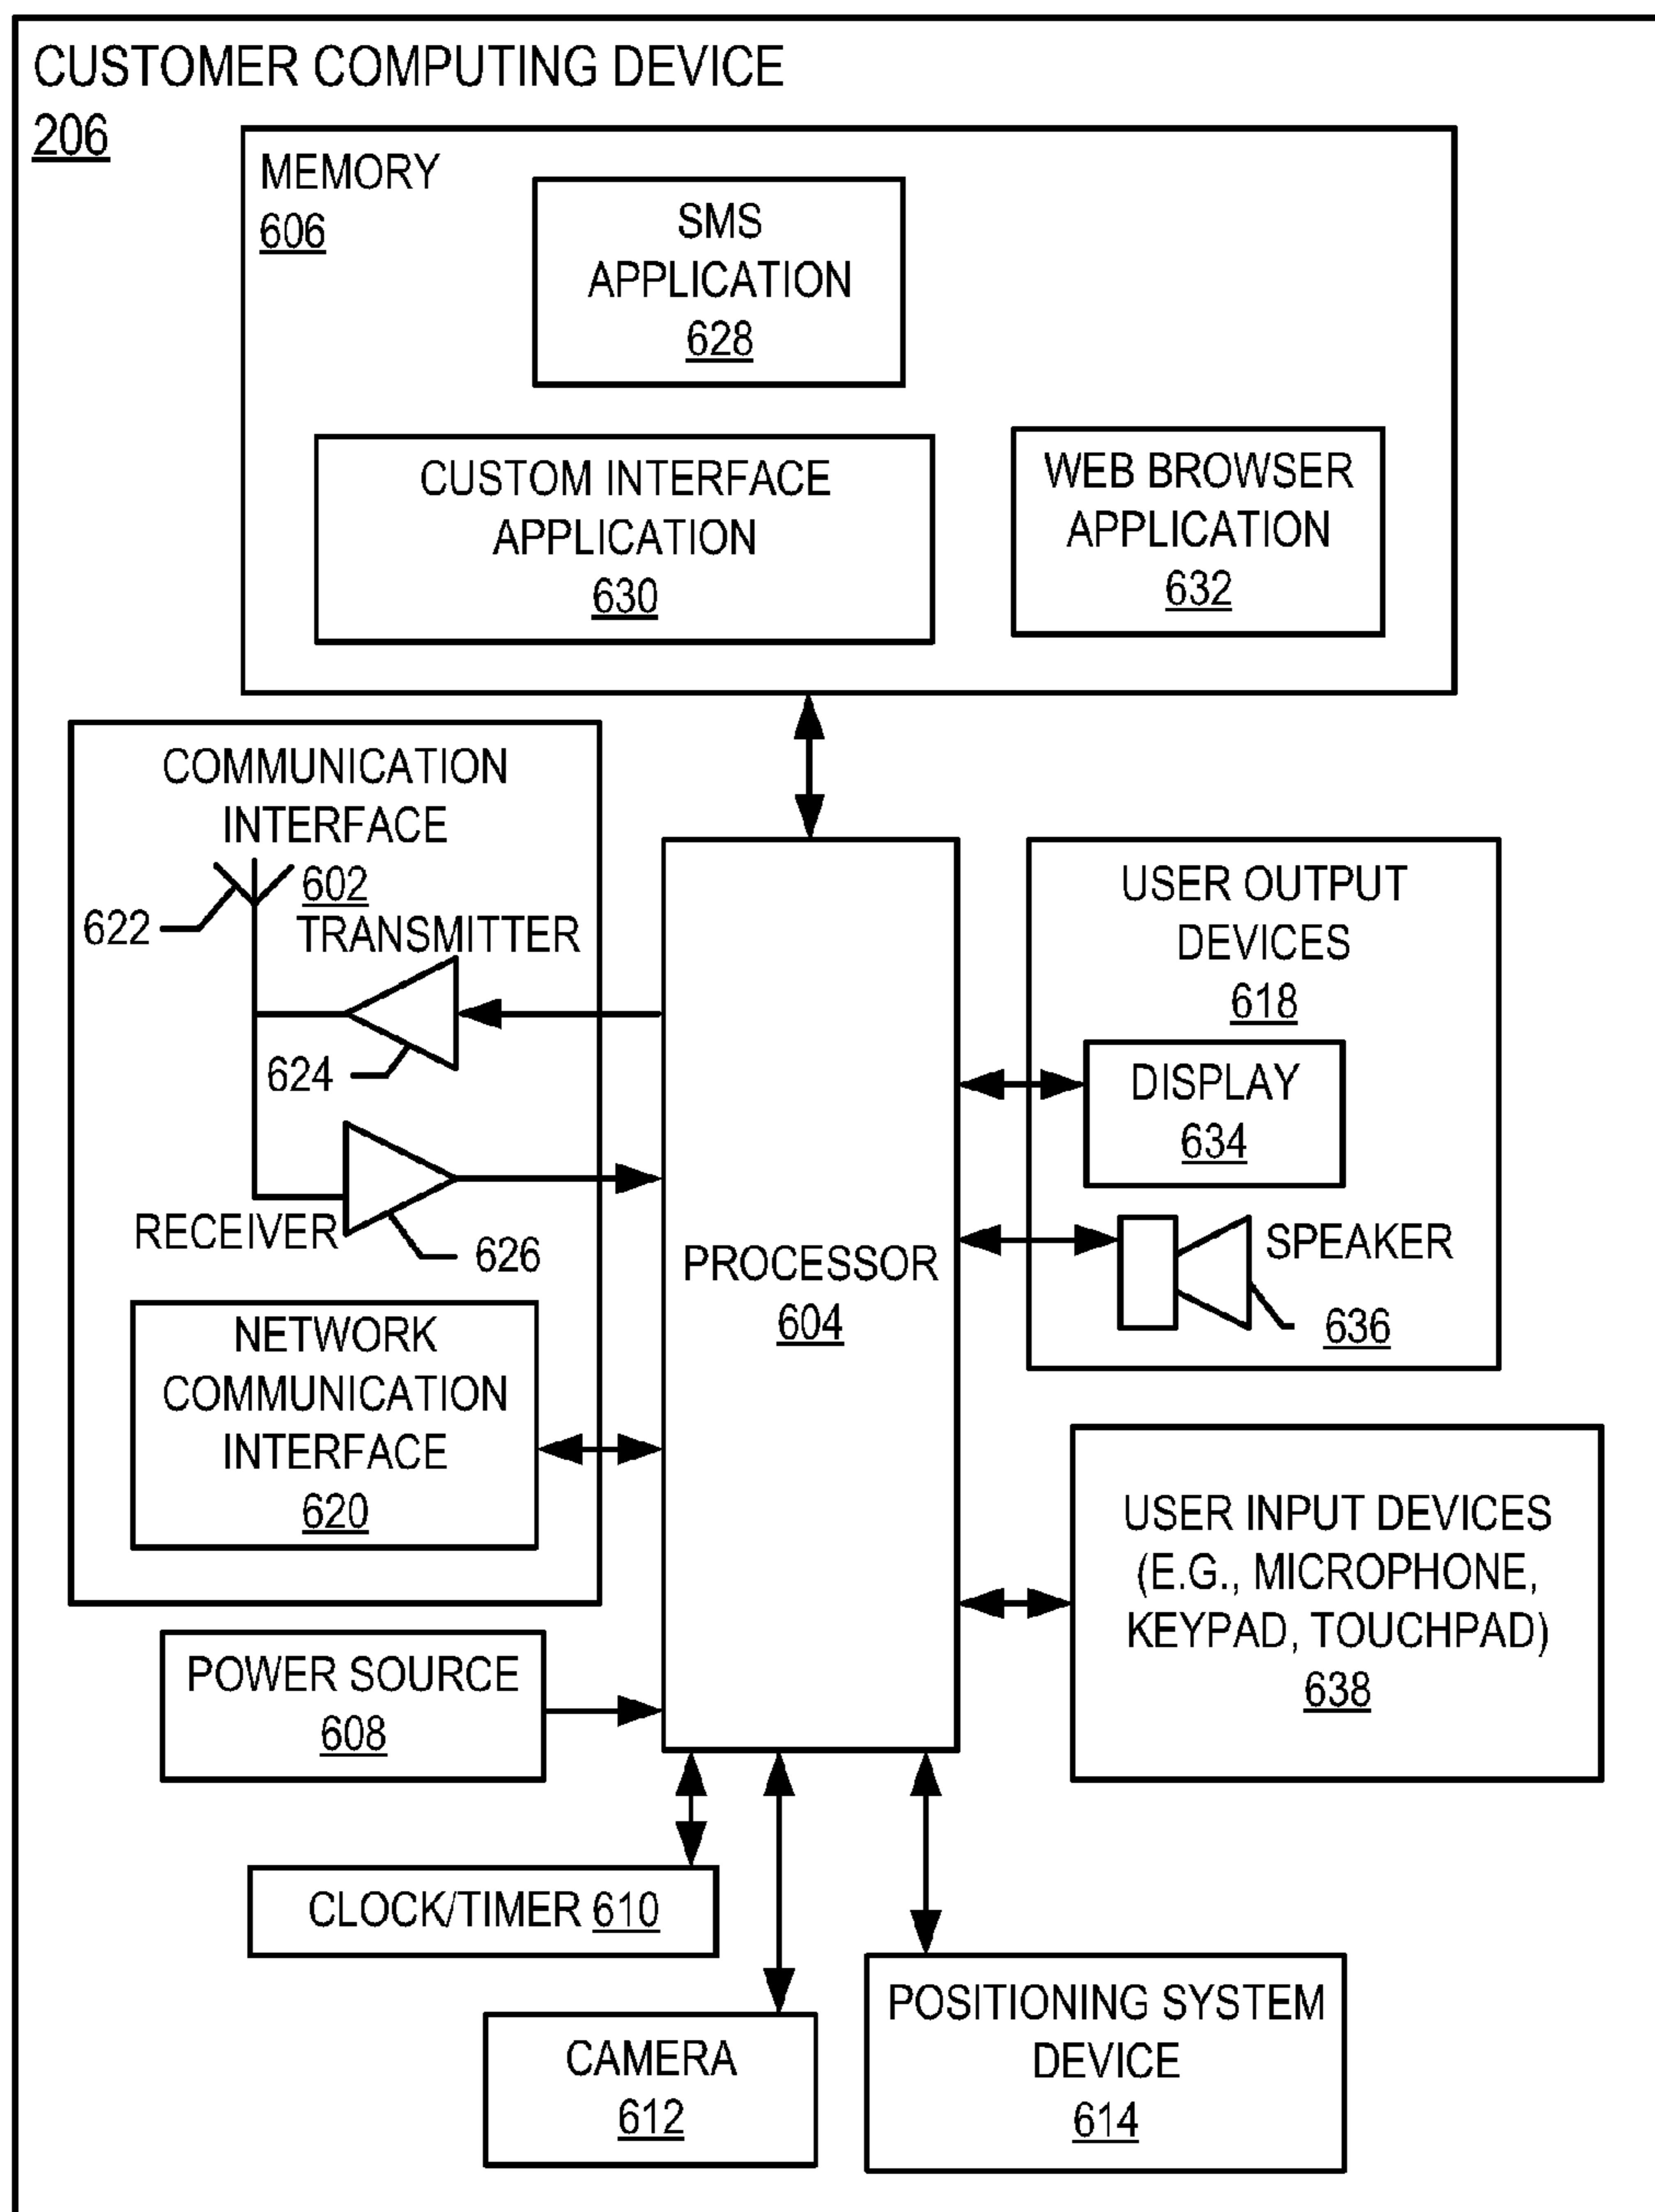 CUSTOMER COMPUTING DEVICE
206
MEMORY
606
SMS
APPLICATION
628
CUSTOM INTERFACE
APPLICATION
630
WEB BROWSER
APPLICATION
632
COMMUNICATION
INTERFACE
602
622
TRANSMITTER
624
RECEIVER
626
NETWORK
COMMUNICATION
INTERFACE
620
PROCESSOR
604
USER OUTPUT
DEVICES
618
DISPLAY
634
SPEAKER
636
USER INPUT DEVICES
(E.G., MICROPHONE,
KEYPAD, TOUCHPAD)
638
POWER SOURCE
608
CLOCK/TIMER 610
CAMERA
612
POSITIONING SYSTEM
DEVICE
614